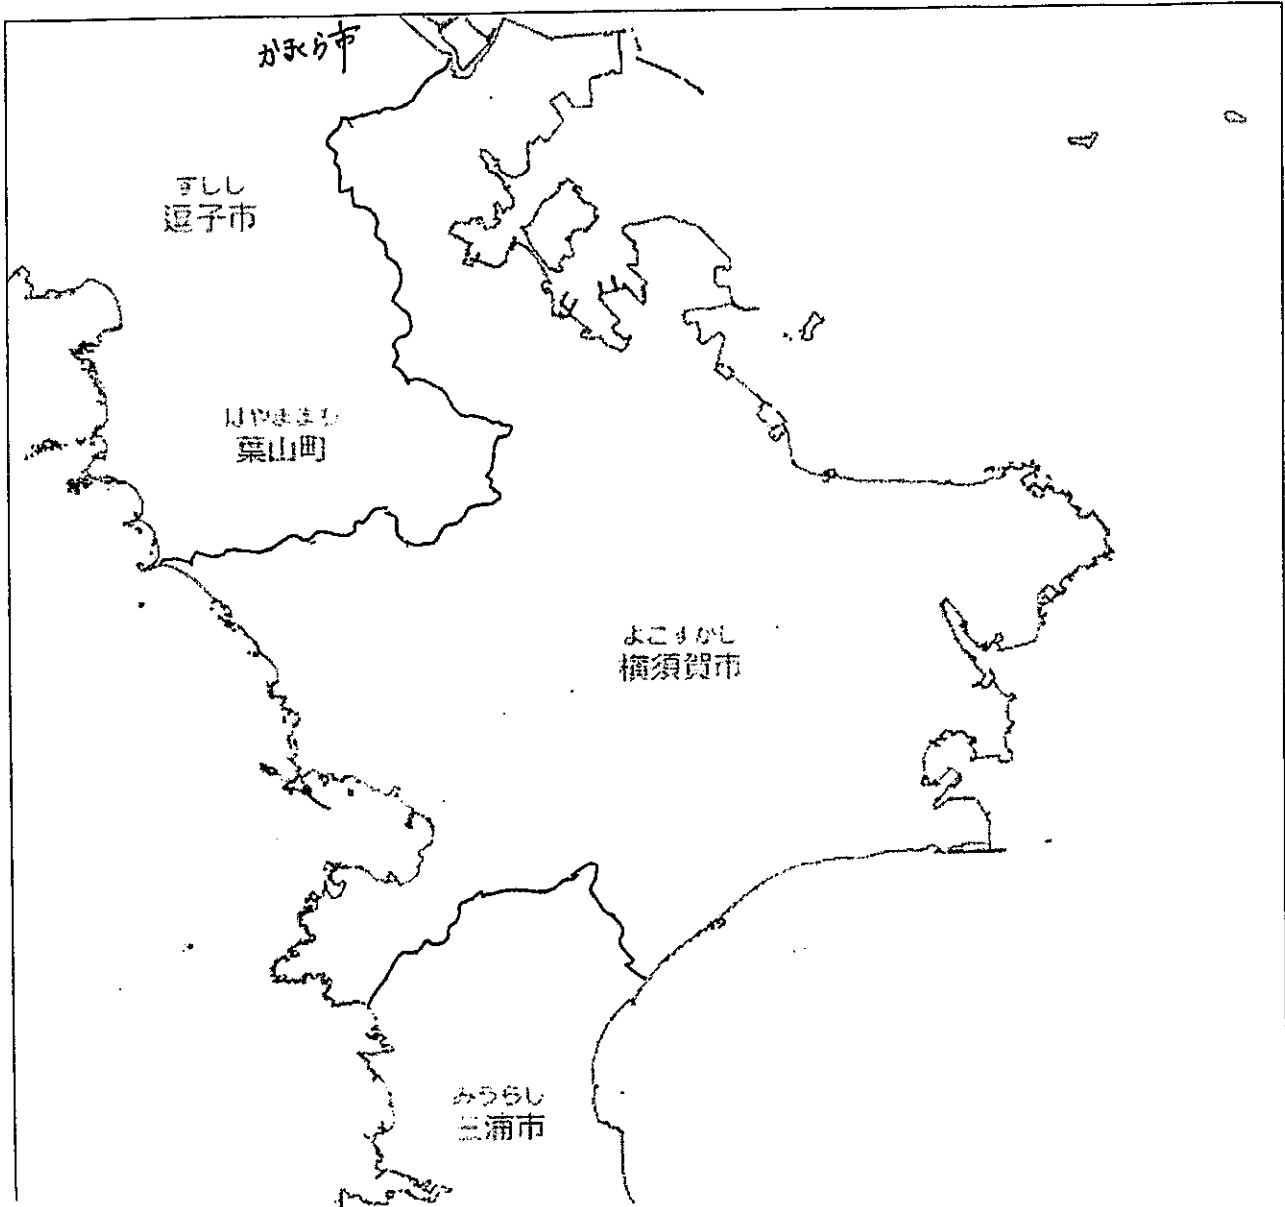 かまくら市
ずしし
逗子市
はやままち
葉山町
よこすかし
横須賀市
みうらし
三浦市